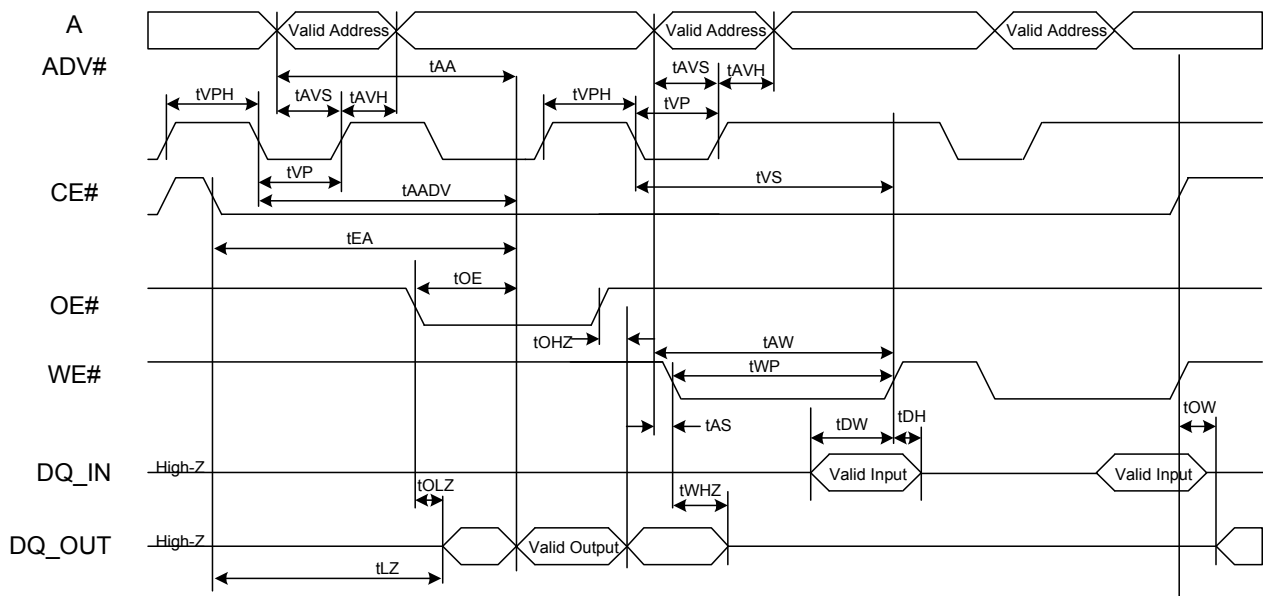 A
Valid Address
Valid Address
Valid Address
ADV#
tAA
tAVS
tAVH
tVPH
tAVS
tAVH
tVPH
tVP
tVP
tAADV
tVS
CE#
tEA
tOE
OE#
tOHZ
tAW
WE#
tWP
tAS
tDW
tDH
tOW
DQ_IN
High-Z
Valid Input
Valid Input
tOLZ
tWHZ
DQ_OUT
High-Z
Valid Output
tLZ